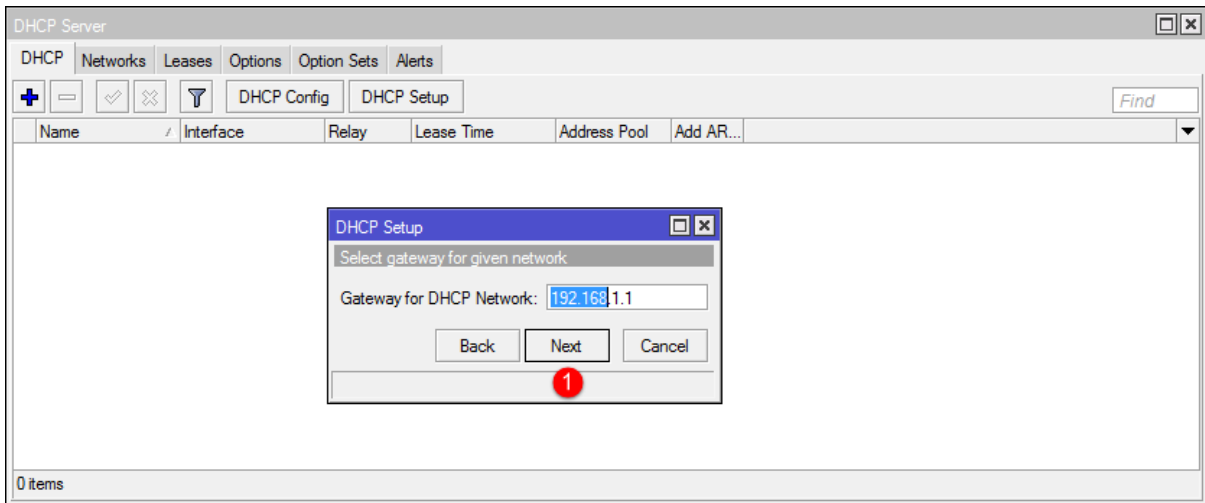 DHCP Server
DHCP Networks Leases Options Option Sets Alerts
DHCP Config DHCP Setup Find
Name Interface Relay Lease Time Address Pool Add AR...
DHCP Setup
Select gateway for given network
Gateway for DHCP Network: 192.168.1.1
Back Next Cancel
1
0 items